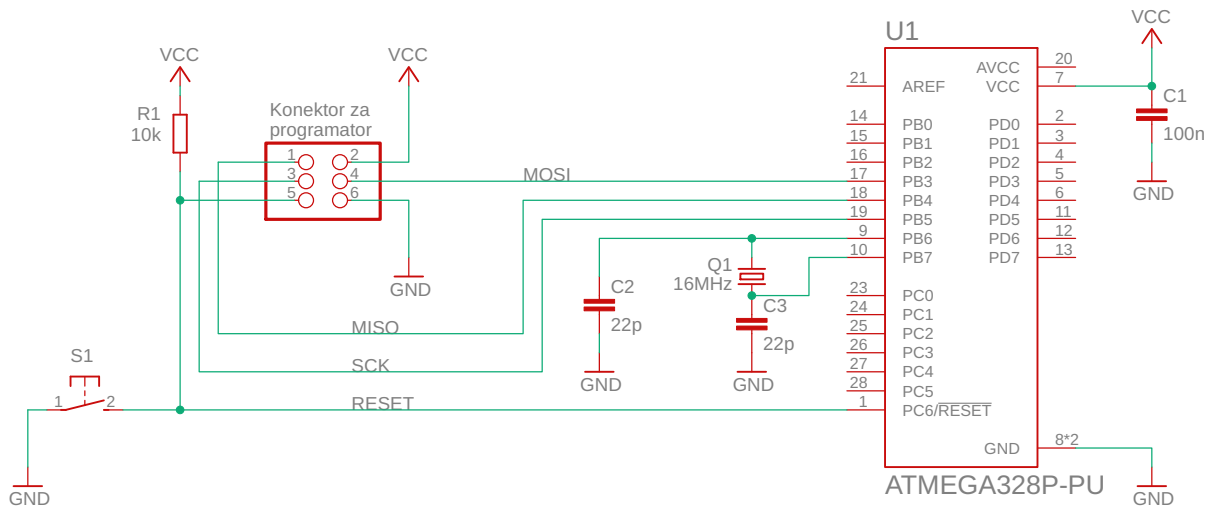 VCC
R1
10k
VCC
Konektor za
programator
1 2
3 4
5 6
GND
MOSI
MISO
SCK
RESET
S1
1 2
GND
C2
22p
GND
Q1
16MHz
C3
22p
GND
U1
21 AREF
14 PB0
15 PB1
16 PB2
17 PB3
18 PB4
19 PB5
9 PB6
10 PB7
23 PC0
24 PC1
25 PC2
26 PC3
27 PC4
28 PC5
1 PC6/RESET
AVCC 20
VCC 7
PD0 2
PD1 3
PD2 4
PD3 5
PD4 6
PD5 11
PD6 12
PD7 13
GND 8*2
ATMEGA328P-PU
VCC
C1
100n
GND
GND